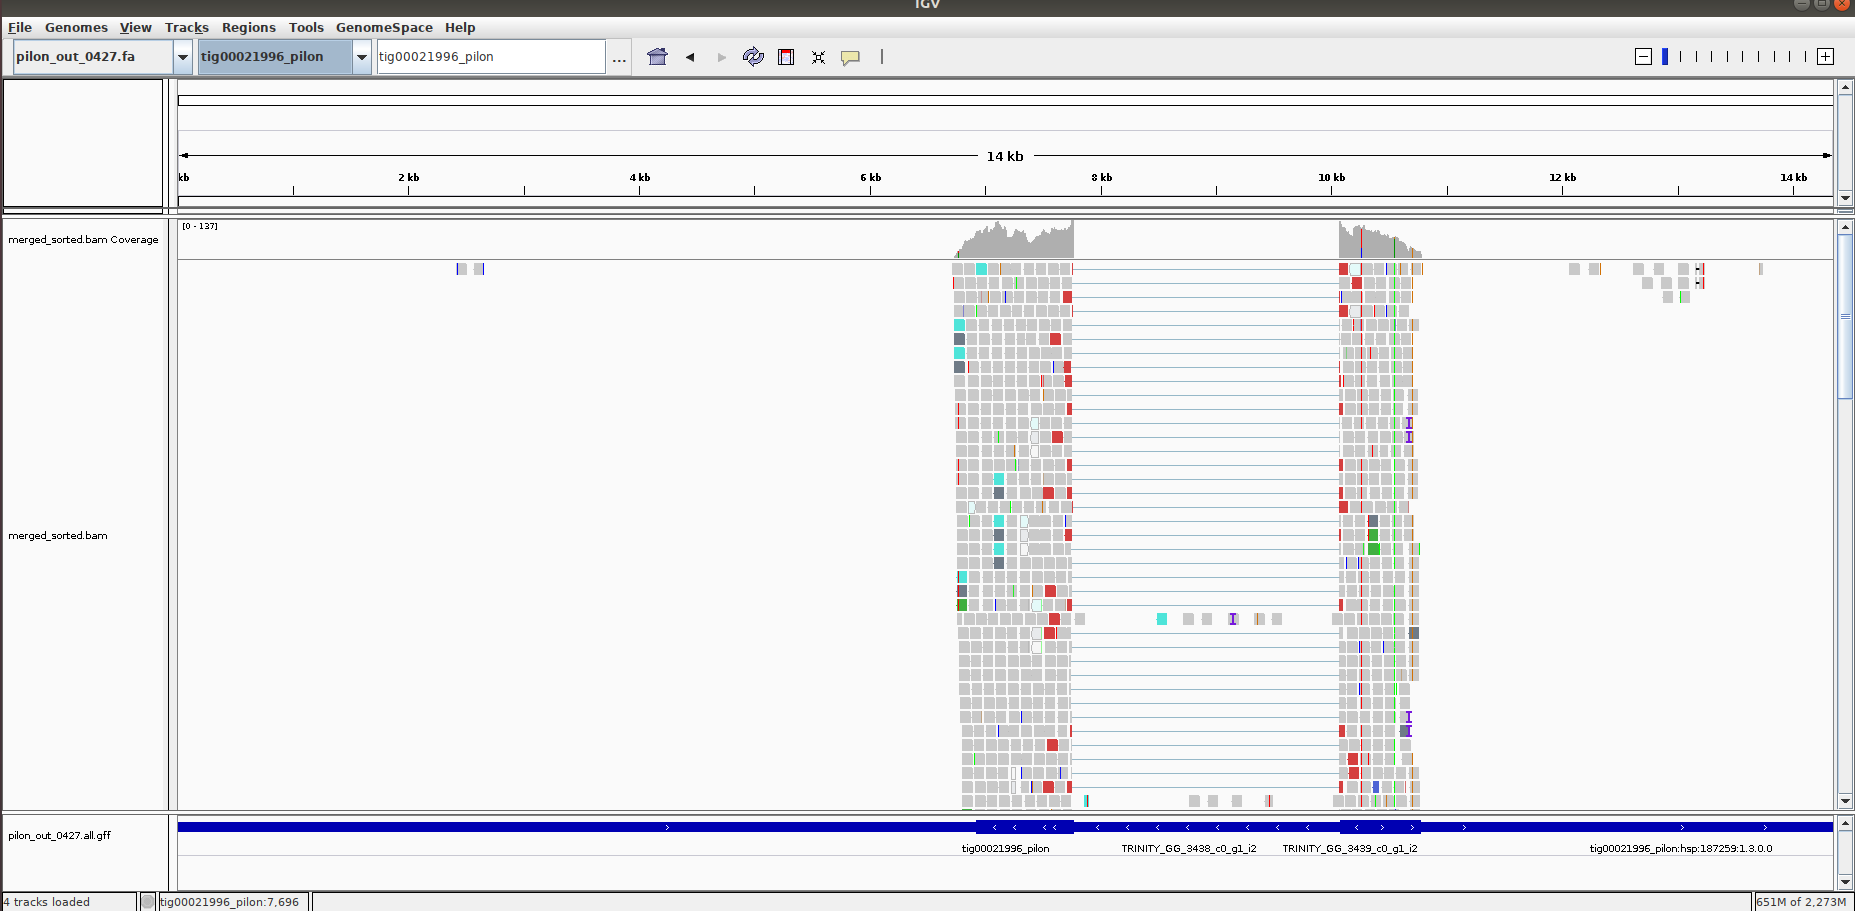 IGV
File Genomes View Tracks Regions Tools GenomeSpace Help
pilon_out_0427.fa tig00021996_pilon tig00021996_pilon ...
14 kb
kb 2 kb 4 kb 6 kb 8 kb 10 kb 12 kb 14 kb
[0 - 137]
merged_sorted.bam Coverage
merged_sorted.bam
pilon_out_0427.all.gff
tig00021996_pilon TRINITY_GG_3438_c0_g1_i2 TRINITY_GG_3439_c0_g1_i2 tig00021996_pilon:hsp:187259:1.3.0.0
4 tracks loaded tig00021996_pilon:7,696 651M of 2,273M